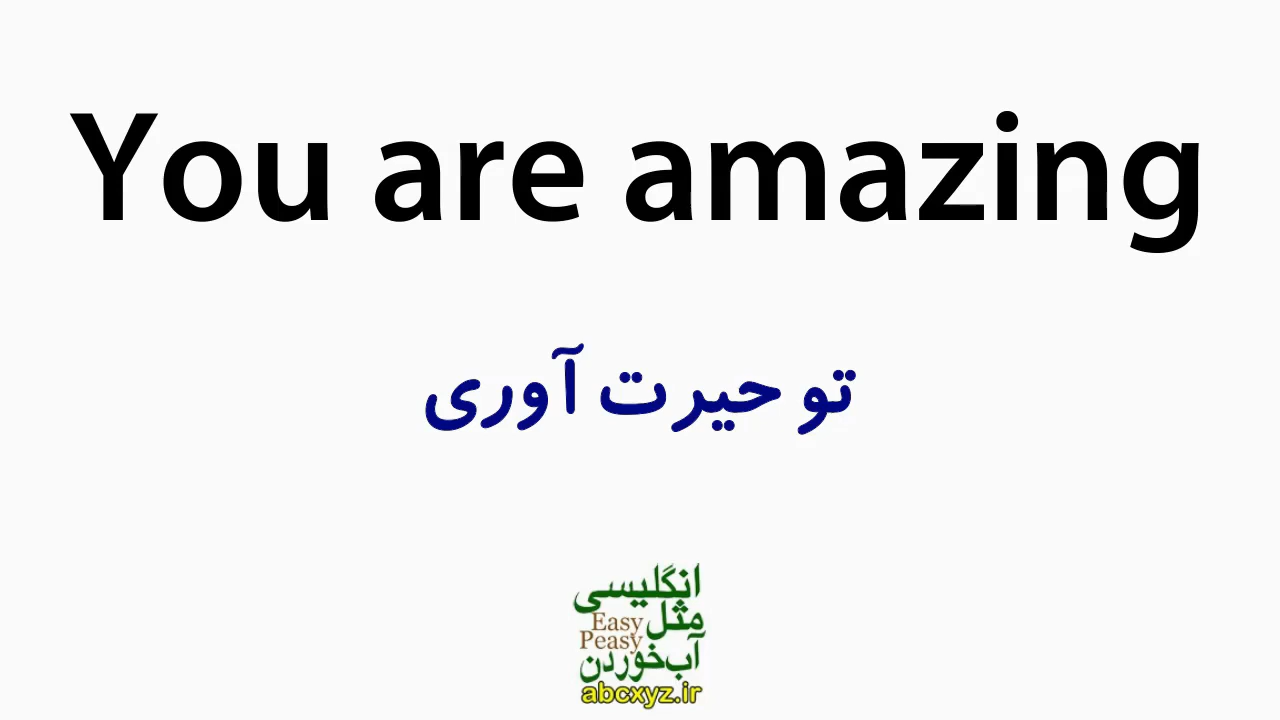 You are amazing
تو حیرت آوری
انگلیسی
مثل
Easy
Peasy
آب‌خوردن
abcxyz.ir